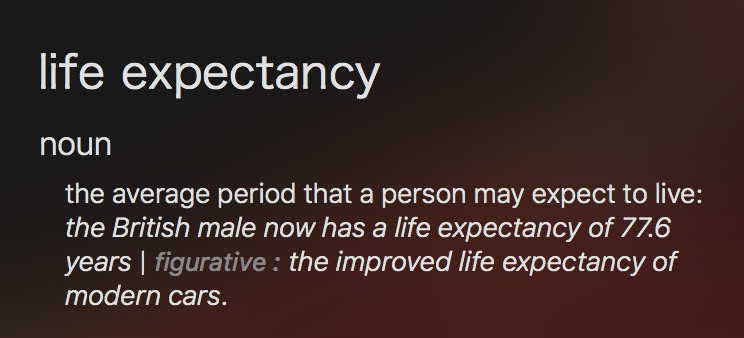 life expectancy
noun
the average period that a person may expect to live:
the British male now has a life expectancy of 77.6
years | figurative : the improved life expectancy of
modern cars.